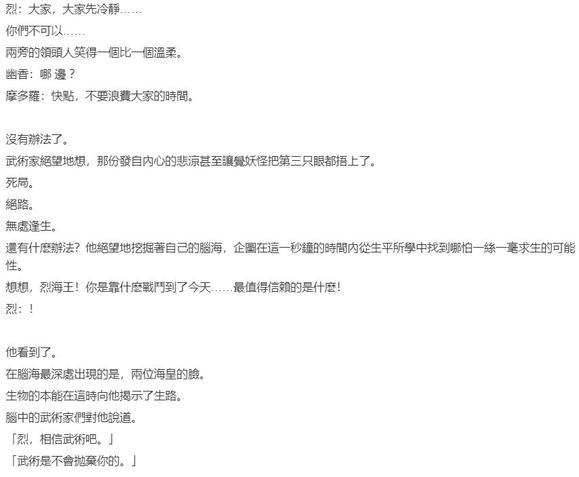 烈：大家，大家先冷靜……
你們不可以……
兩旁的領頭人笑得一個比一個溫柔。
幽香：哪 邊 ?
摩多羅：快點，不要浪費大家的時間。
沒有辦法了。
武術家絕望地想，那份發自內心的悲涼甚至讓覺妖怪把第三只眼都捂上了。
死局。
絕路。
無處逢生。
還有什麼辦法？他絕望地挖掘著自己的腦海，企圖在這一秒鐘的時間內從生平所學中找到哪怕一絲一毫求生的可能
性。
想想，烈海王！你是靠什麼戰鬥到了今天……最值得信賴的是什麼！
烈：！
他看到了。
在腦海最深處出現的是，兩位海皇的臉。
生物的本能在這時向他揭示了生路。
腦中的武術家們對他說道。
「烈，相信武術吧。」
「武術是不會拋棄你的。」